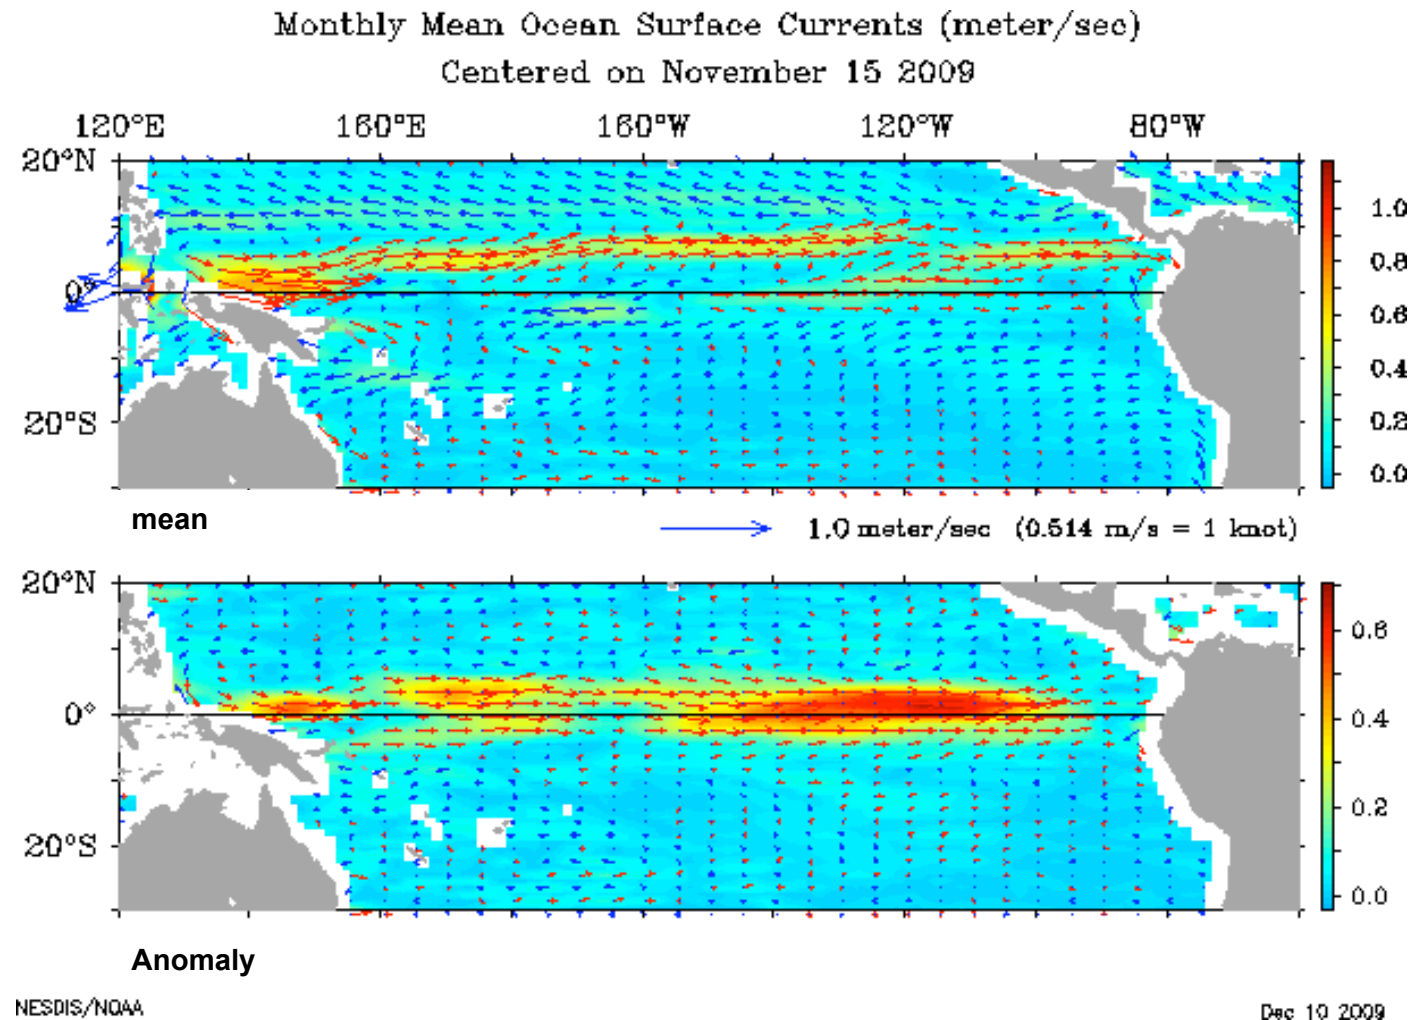 Monthly Mean Ocean Surface Currents (meter/sec)
Centered on November 15 2009
120°E 160°E 160°W 120°W 80°W
20°N
0°
20°S
1.0
0.8
0.6
0.4
0.2
0.0
mean
1.0 meter/sec (0.514 m/s = 1 knot)
20°N
0°
20°S
0.6
0.4
0.2
0.0
Anomaly
NESDIS/NOAA
Dec 10 2009